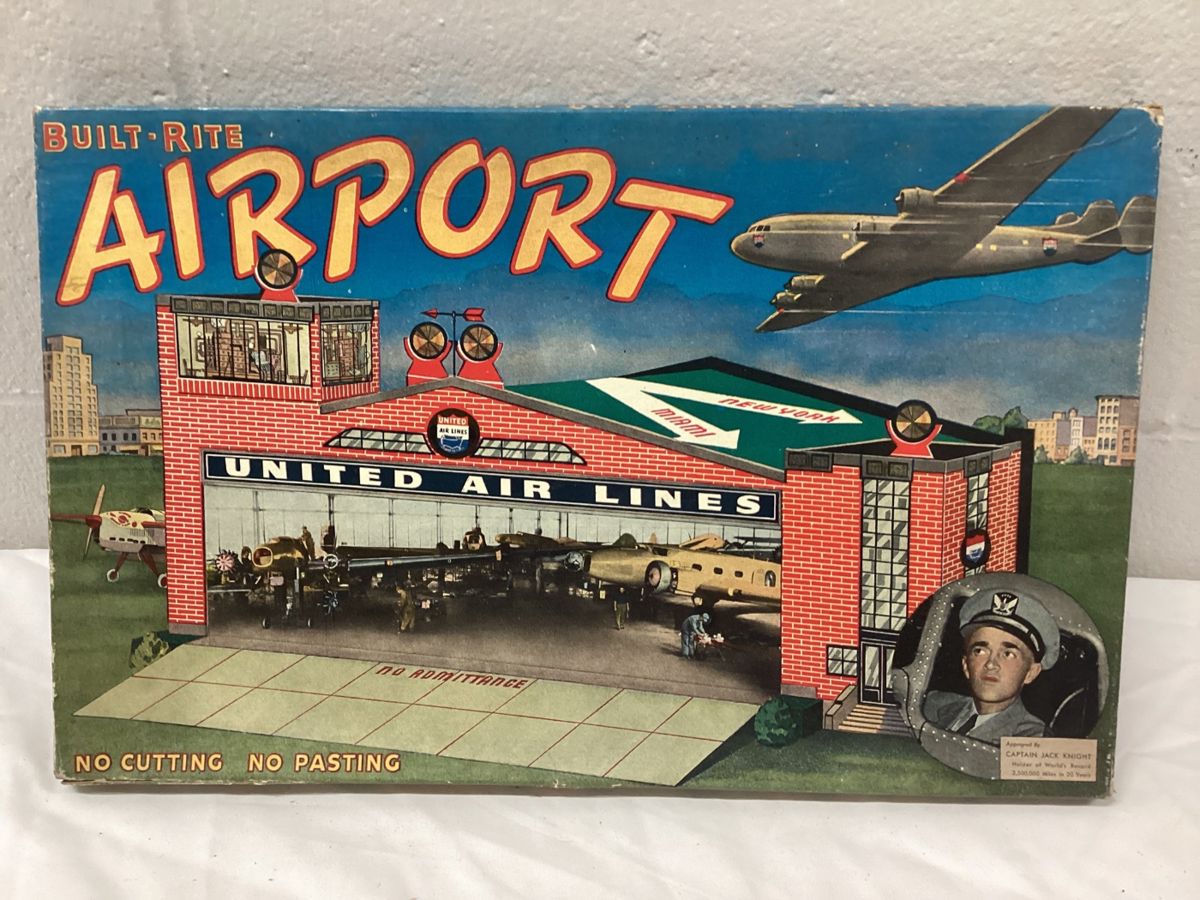 BUILT-RITE
AIRPORT
NEW YORK
MIAMI
UNITED
AIR LINES
UNITED AIR LINES
NO ADMITTANCE
NO CUTTING NO PASTING
Approved By
CAPTAIN JACK KNIGHT
Holder of World's Record
2,500,000 Miles in 20 Years